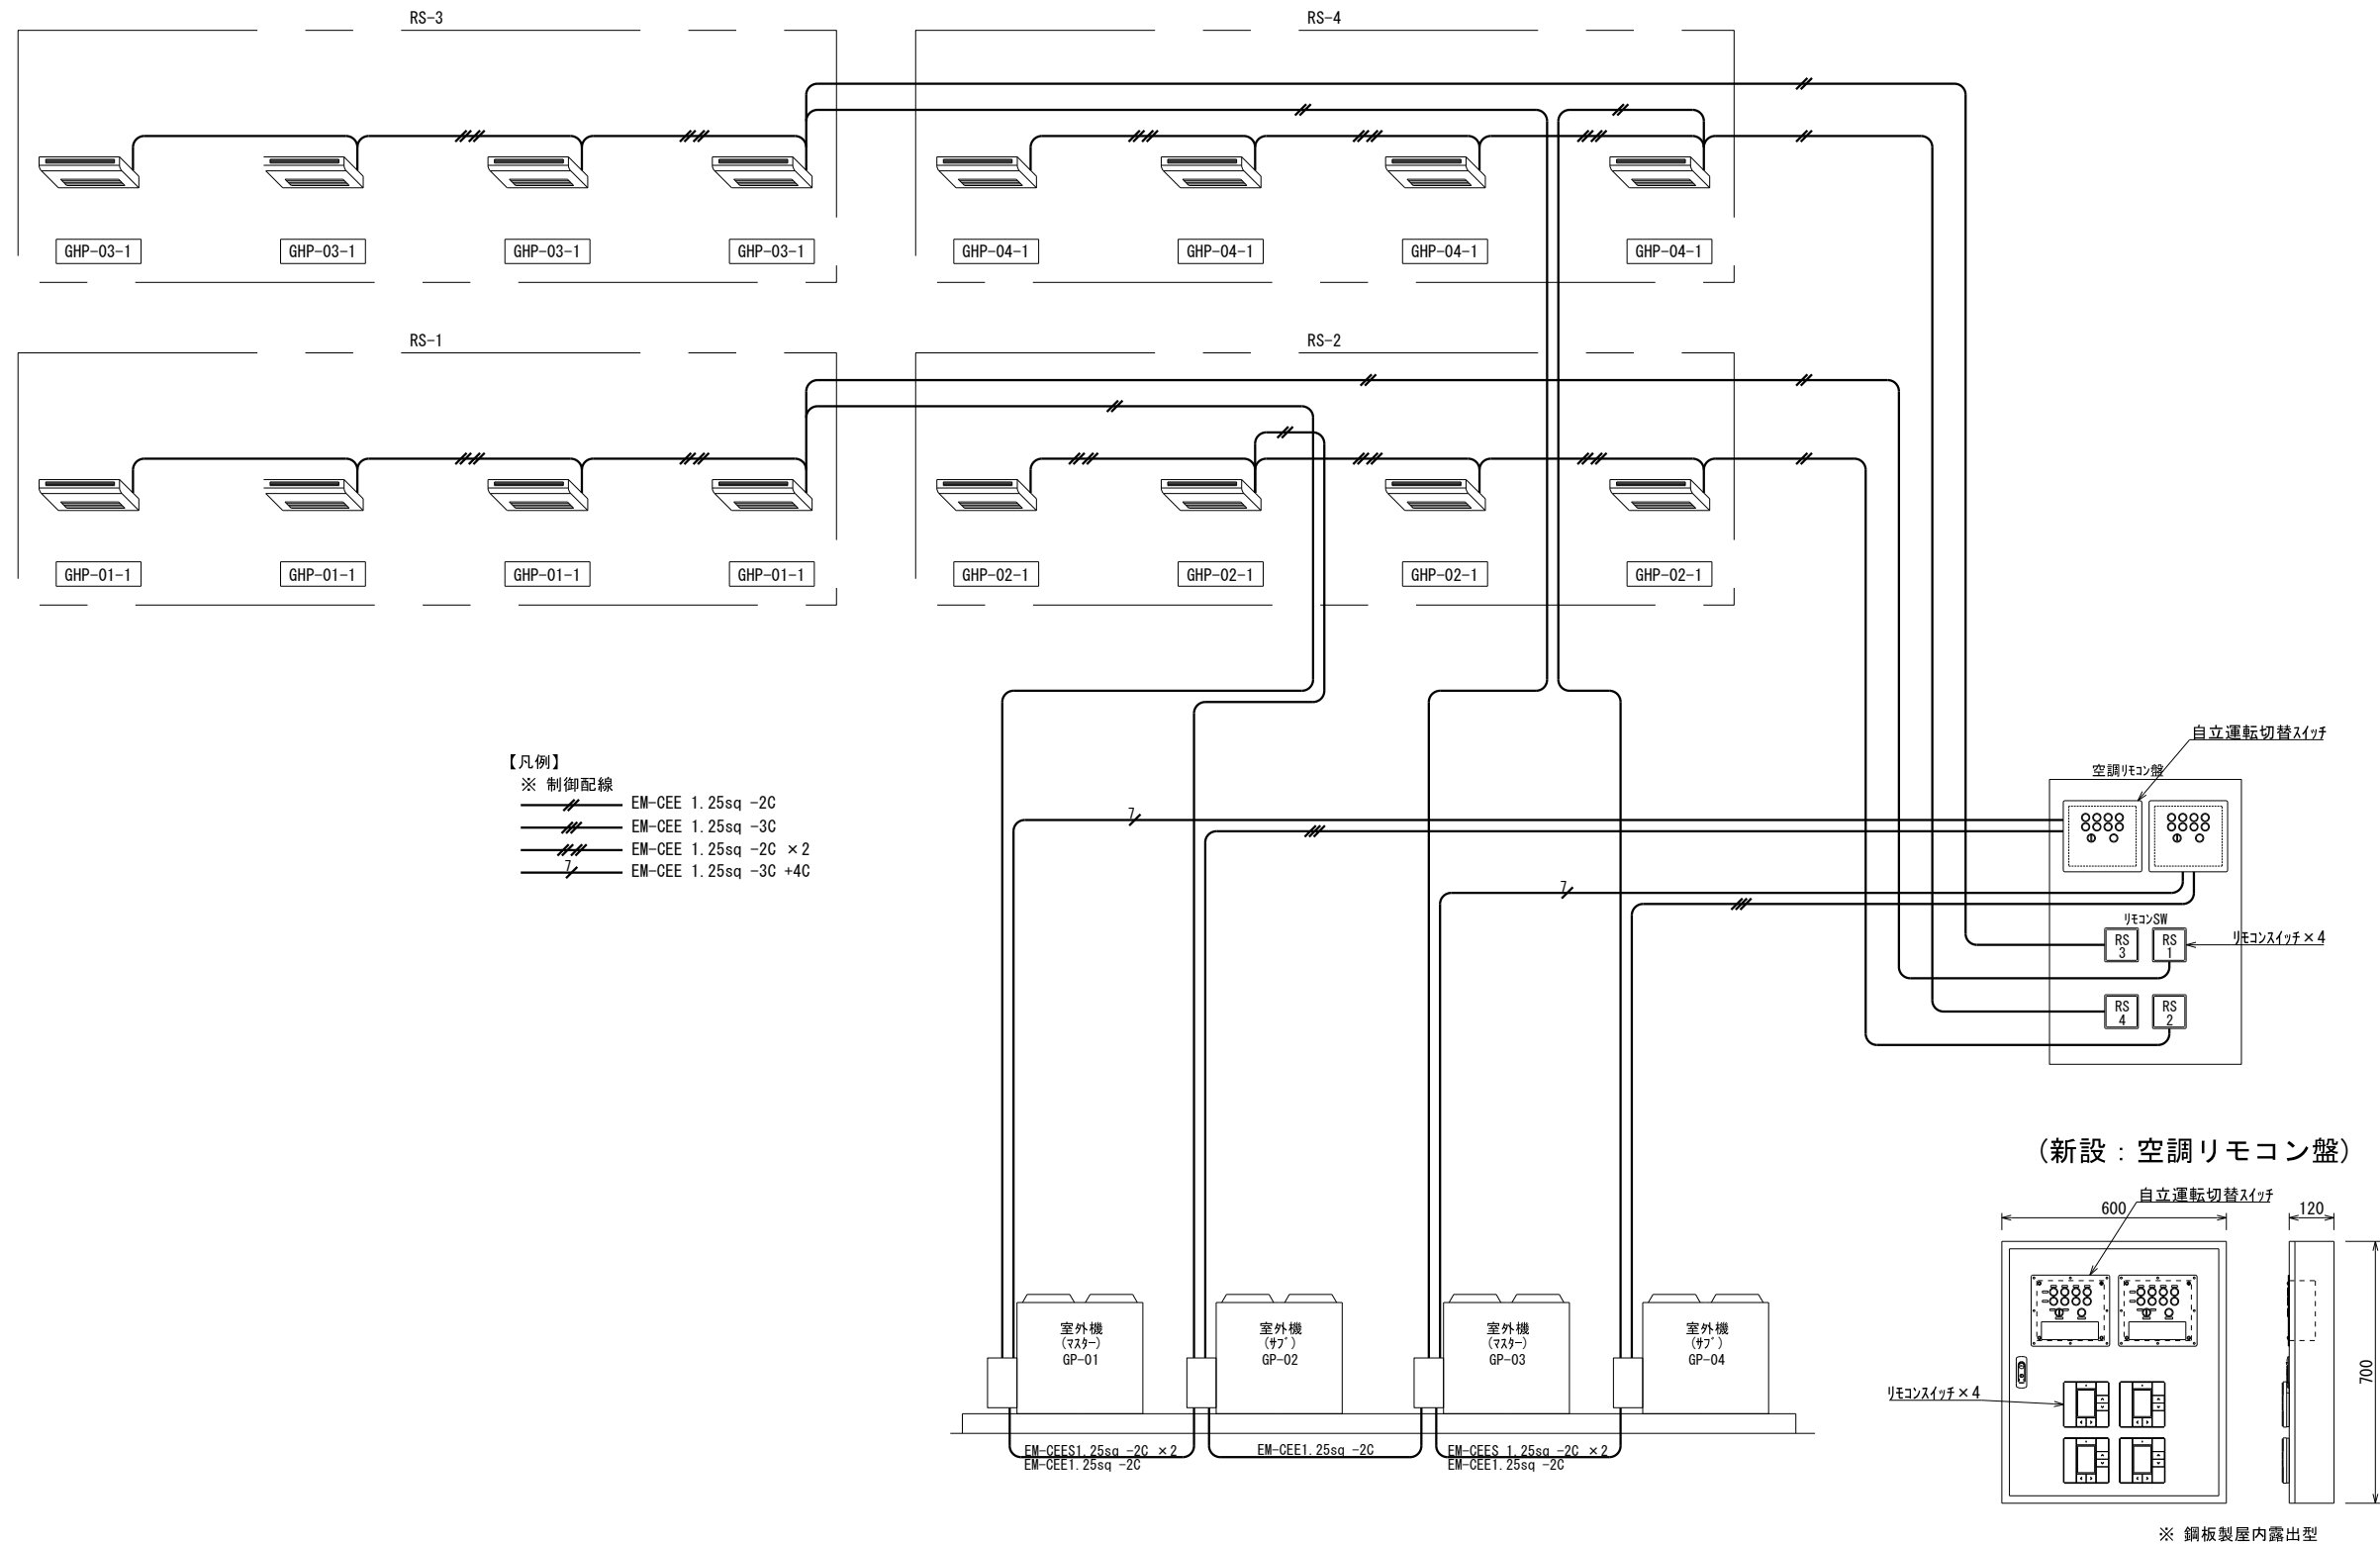 RS-3
RS-4
GHP-03-1
GHP-03-1
GHP-03-1
GHP-03-1
GHP-04-1
GHP-04-1
GHP-04-1
GHP-04-1
RS-1
RS-2
GHP-01-1
GHP-01-1
GHP-01-1
GHP-01-1
GHP-02-1
GHP-02-1
GHP-02-1
GHP-02-1
【凡例】
※ 制御配線
EM-CEE 1.25sq -2C
EM-CEE 1.25sq -3C
EM-CEE 1.25sq -2C ×2
7
EM-CEE 1.25sq -3C +4C
自立運転切替ｽｲｯﾁ
空調ﾘﾓｺﾝ盤
7
7
ﾘﾓｺﾝSW
RS
3
RS
1
ﾘﾓｺﾝｽｲｯﾁ×4
RS
4
RS
2
(新設：空調リモコン盤)
自立運転切替ｽｲｯﾁ
600
120
700
ﾘﾓｺﾝｽｲｯﾁ×4
※ 鋼板製屋内露出型
室外機
(ﾏｽﾀｰ)
GP-01
室外機
(ｻﾌﾞ)
GP-02
室外機
(ﾏｽﾀｰ)
GP-03
室外機
(ｻﾌﾞ)
GP-04
EM-CEES1.25sq -2C ×2
EM-CEE1.25sq -2C
EM-CEE1.25sq -2C
EM-CEES 1.25sq -2C ×2
EM-CEE1.25sq -2C